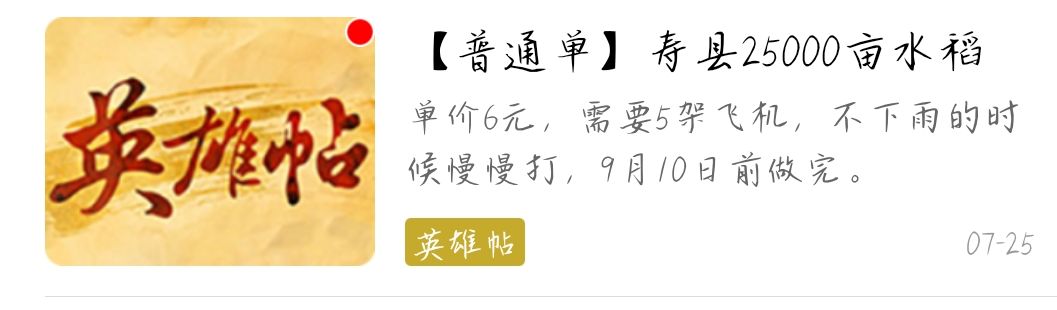 英雄帖
【普通单】寿县25000亩水稻
单价6元，需要5架飞机，不下雨的时
候慢慢打，9月10日前做完。
英雄帖
07-25